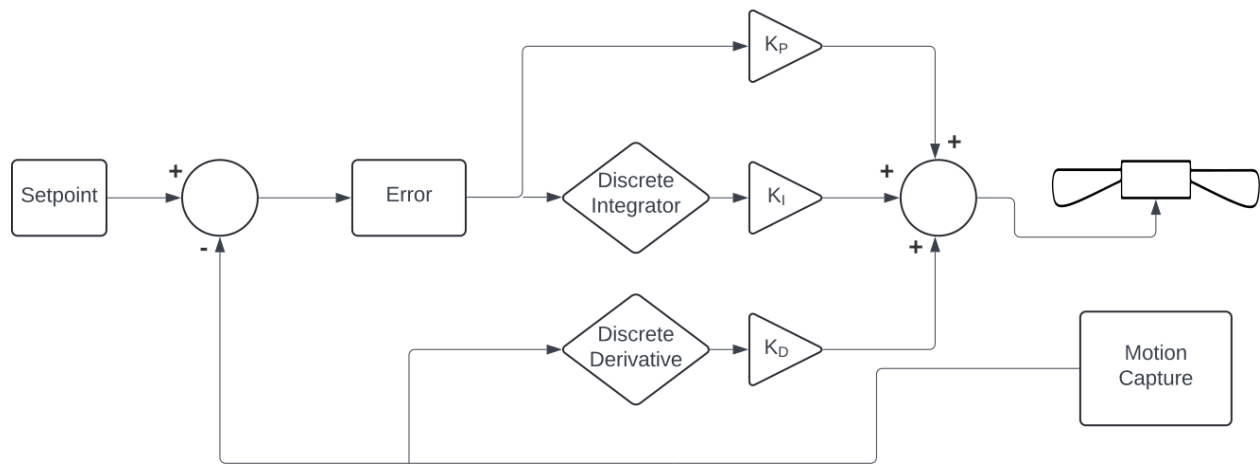 K_P
+
+
+
Setpoint
Error
Discrete
Integrator
K_I
-
+
Discrete
Derivative
K_D
Motion
Capture